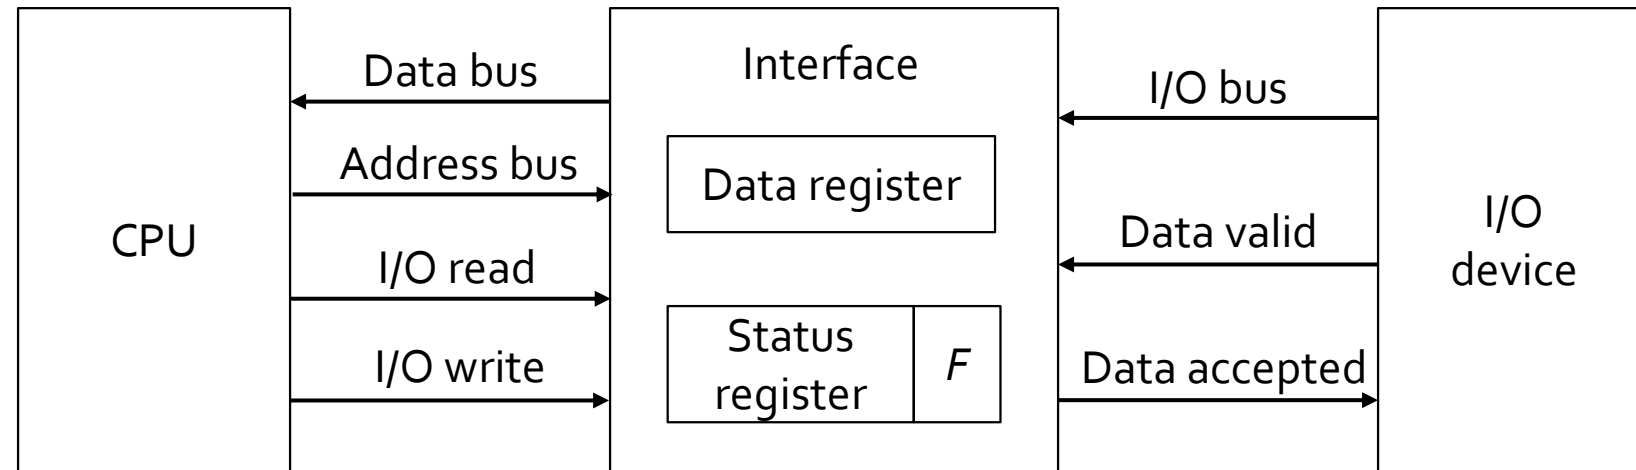 CPU
Data bus
Address bus
I/O read
I/O write
Interface
Data register
Status
register
F
I/O bus
Data valid
Data accepted
I/O
device